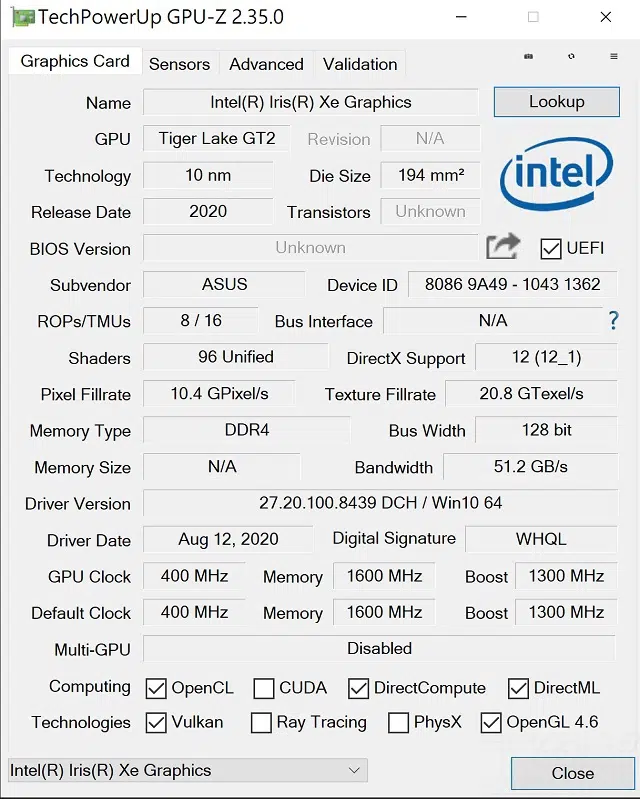 TechPowerUp GPU-Z 2.35.0
Graphics Card Sensors Advanced Validation
Name Intel(R) Iris(R) Xe Graphics Lookup
GPU Tiger Lake GT2 Revision N/A
intel
Technology 10 nm Die Size 194 mm²
Release Date 2020 Transistors Unknown
BIOS Version Unknown UEFI
Subvendor ASUS Device ID 8086 9A49 - 1043 1362
ROPs/TMUs 8 / 16 Bus Interface N/A ?
Shaders 96 Unified DirectX Support 12 (12_1)
Pixel Fillrate 10.4 GPixel/s Texture Fillrate 20.8 GTexel/s
Memory Type DDR4 Bus Width 128 bit
Memory Size N/A Bandwidth 51.2 GB/s
Driver Version 27.20.100.8439 DCH / Win10 64
Driver Date Aug 12, 2020 Digital Signature WHQL
GPU Clock 400 MHz Memory 1600 MHz Boost 1300 MHz
Default Clock 400 MHz Memory 1600 MHz Boost 1300 MHz
Multi-GPU Disabled
Computing OpenCL CUDA DirectCompute DirectML
Technologies Vulkan Ray Tracing PhysX OpenGL 4.6
Intel(R) Iris(R) Xe Graphics Close